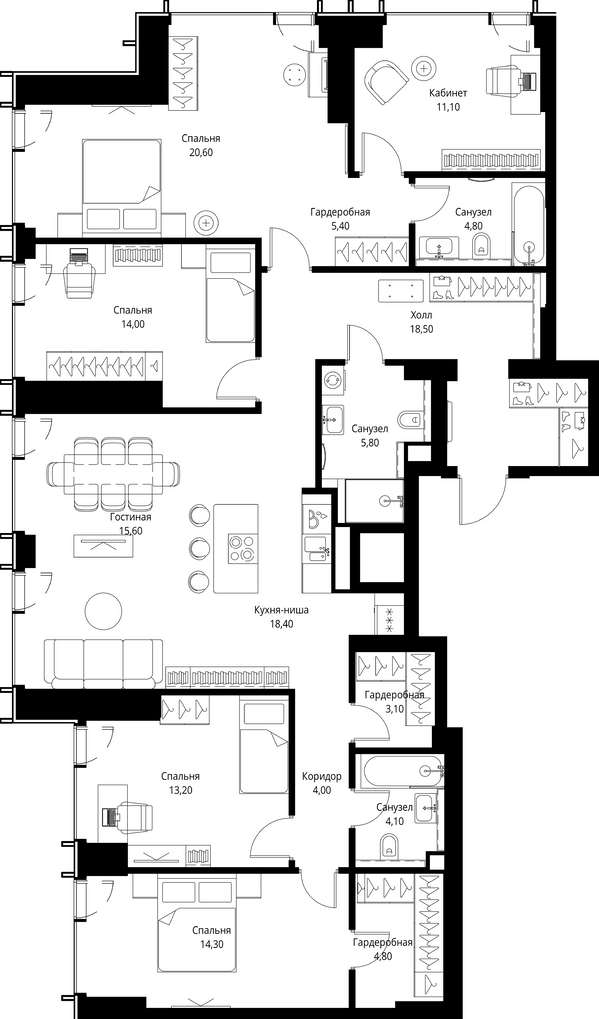 Кабинет
11,10
Спальня
20,60
Гардеробная
5,40
Санузел
4,80
Спальня
14,00
Холл
18,50
Санузел
5,80
Гостиная
15,60
Кухня-ниша
18,40
Гардеробная
3,10
Спальня
13,20
Коридор
4,00
Санузел
4,10
Спальня
14,30
Гардеробная
4,80